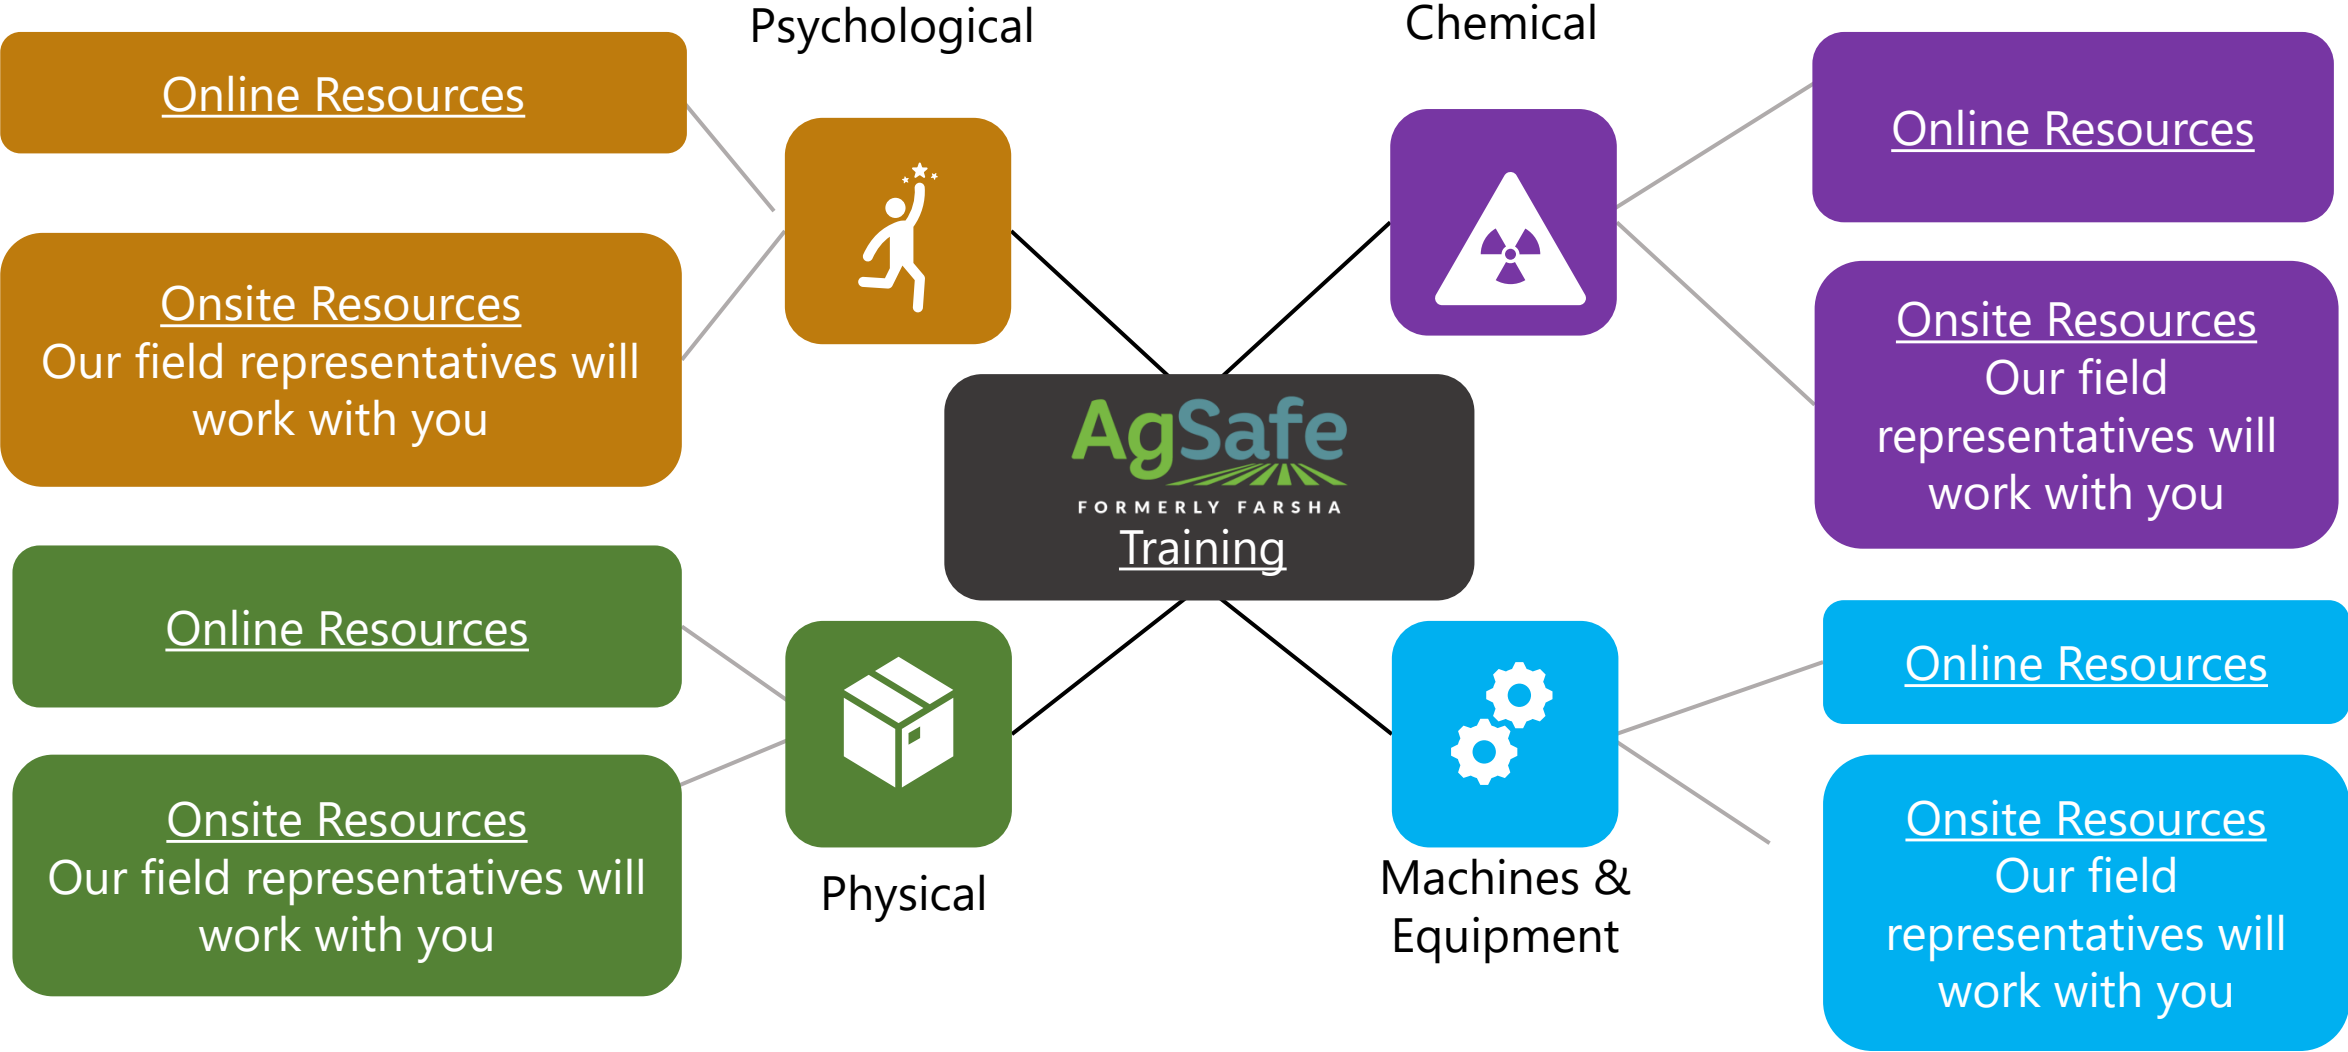 Psychological
Chemical
Online Resources
Onsite Resources
Our field representatives will
work with you
Online Resources
Onsite Resources
Our field
representatives will
work with you
AgSafe
FORMERLY FARSHA
Training
Online Resources
Onsite Resources
Our field representatives will
work with you
Physical
Machines &
Equipment
Online Resources
Onsite Resources
Our field
representatives will
work with you